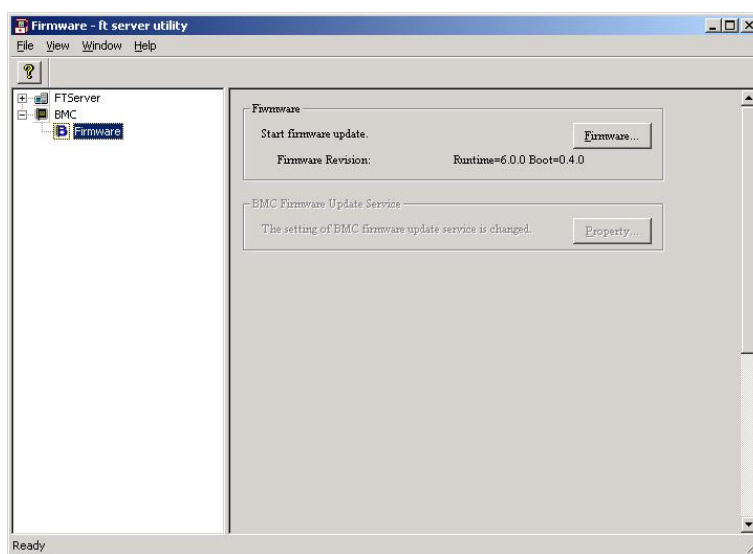 Firmware - ft server utility
File View Window Help
FTServer
BMC
Firmware
Fiwmware
Start firmware update.
Firmware...
Firmware Revision: Runtime=6.0.0 Boot=0.4.0
BMC Firmware Update Service
The setting of BMC firmware update service is changed.
Property...
Ready